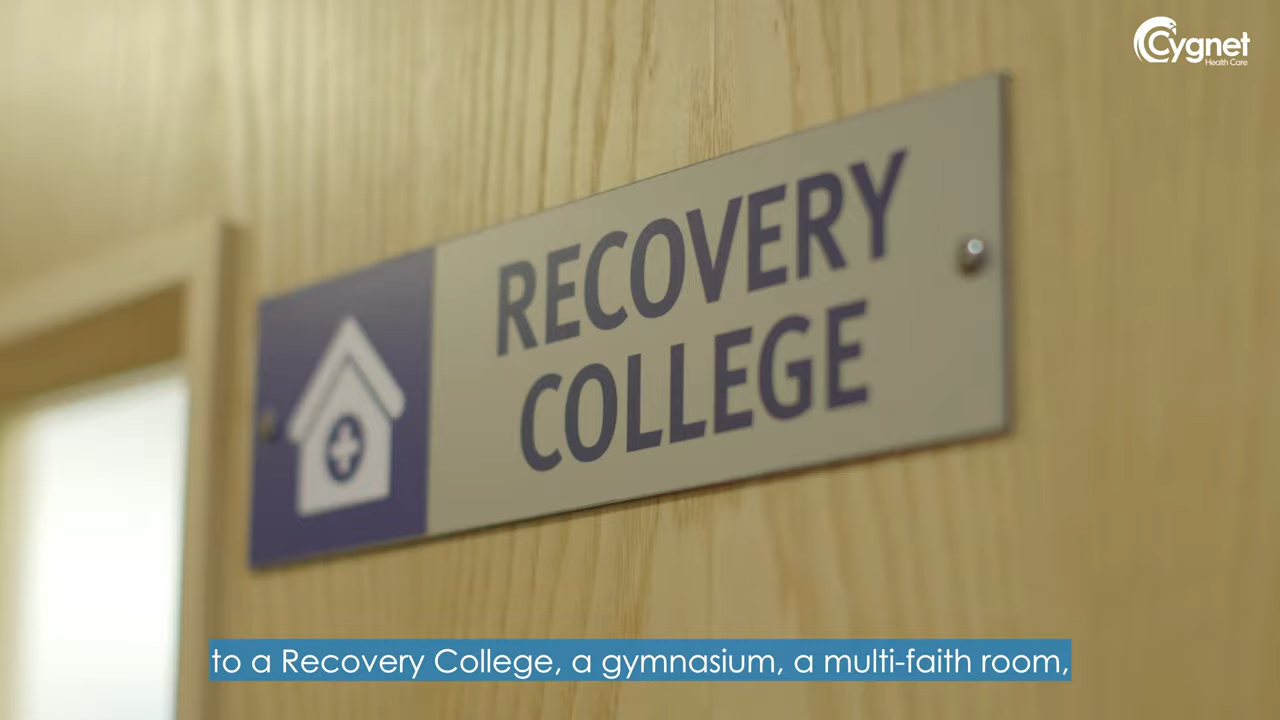 Cygnet
Health Care
RECOVERY
COLLEGE
to a Recovery College, a gymnasium, a multi-faith room,